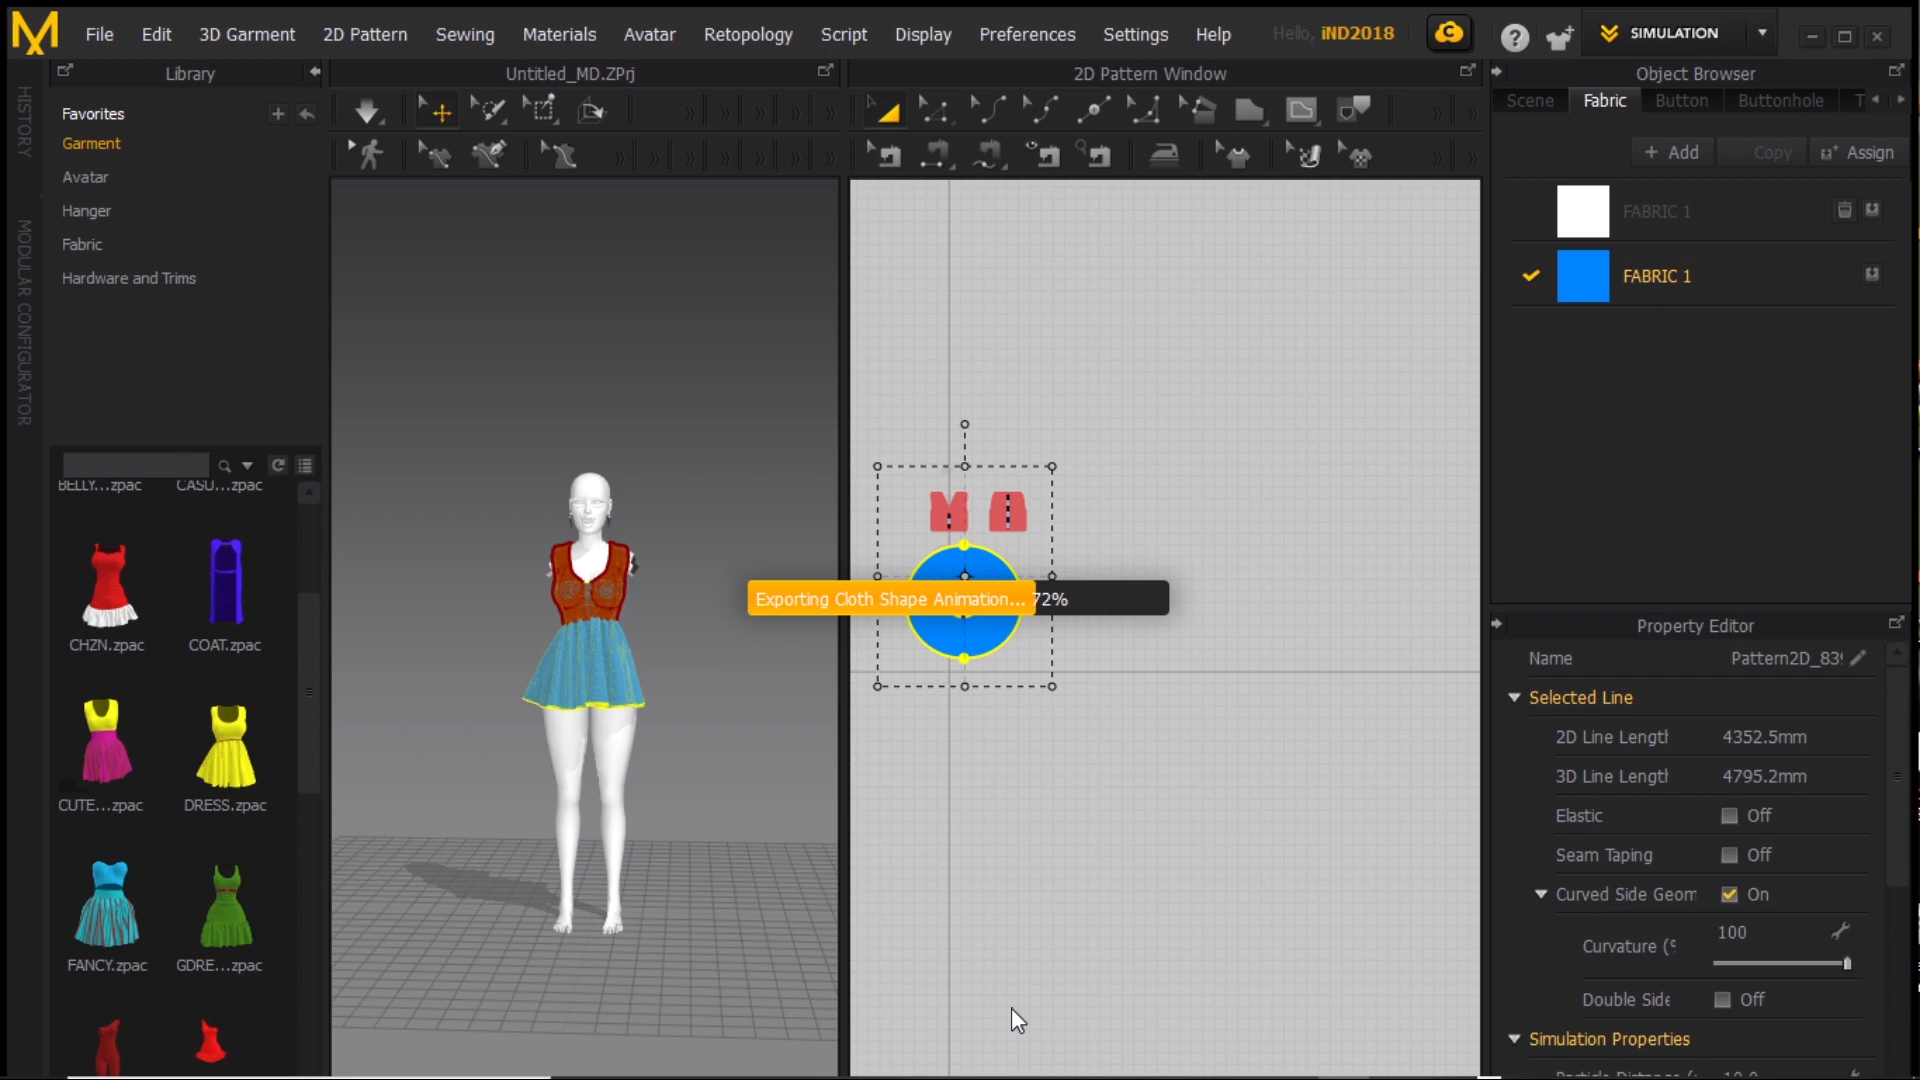 File Edit 3D Garment 2D Pattern Sewing Materials Avatar Retopology Script Display Preferences Settings Help Hello, iND2018 SIMULATION
Library Untitled_MD.ZPrj 2D Pattern Window Object Browser
HISTORY
MODULAR CONFIGURATOR
Favorites
Garment
Avatar
Hanger
Fabric
Hardware and Trims
BELLY...zpac CASU...zpac
CHZN.zpac COAT.zpac
CUTE...zpac DRESS.zpac
FANCY.zpac GDRE...zpac
Exporting Cloth Shape Animation... 72%
Scene Fabric Button Buttonhole T
+ Add Copy Assign
FABRIC 1
FABRIC 1
Property Editor
Name Pattern2D_839
Selected Line
2D Line Length 4352.5mm
3D Line Length 4795.2mm
Elastic Off
Seam Taping Off
Curved Side Geom On
Curvature (% 100
Double Side Off
Simulation Properties